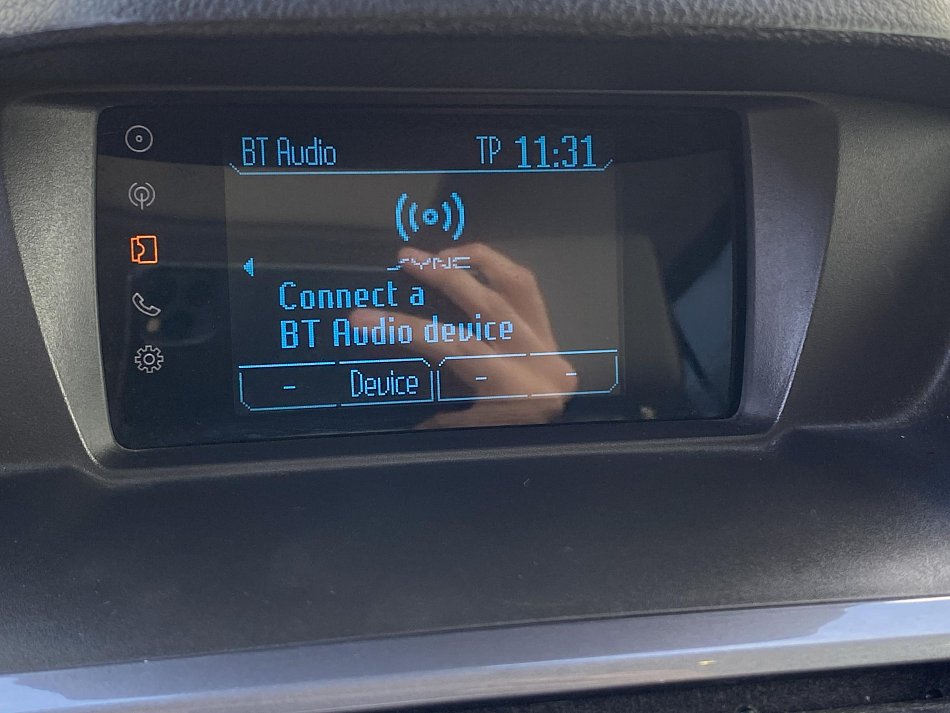 BT Audio TP 11:31
SYNC
Connect a
BT Audio device
- Device - -